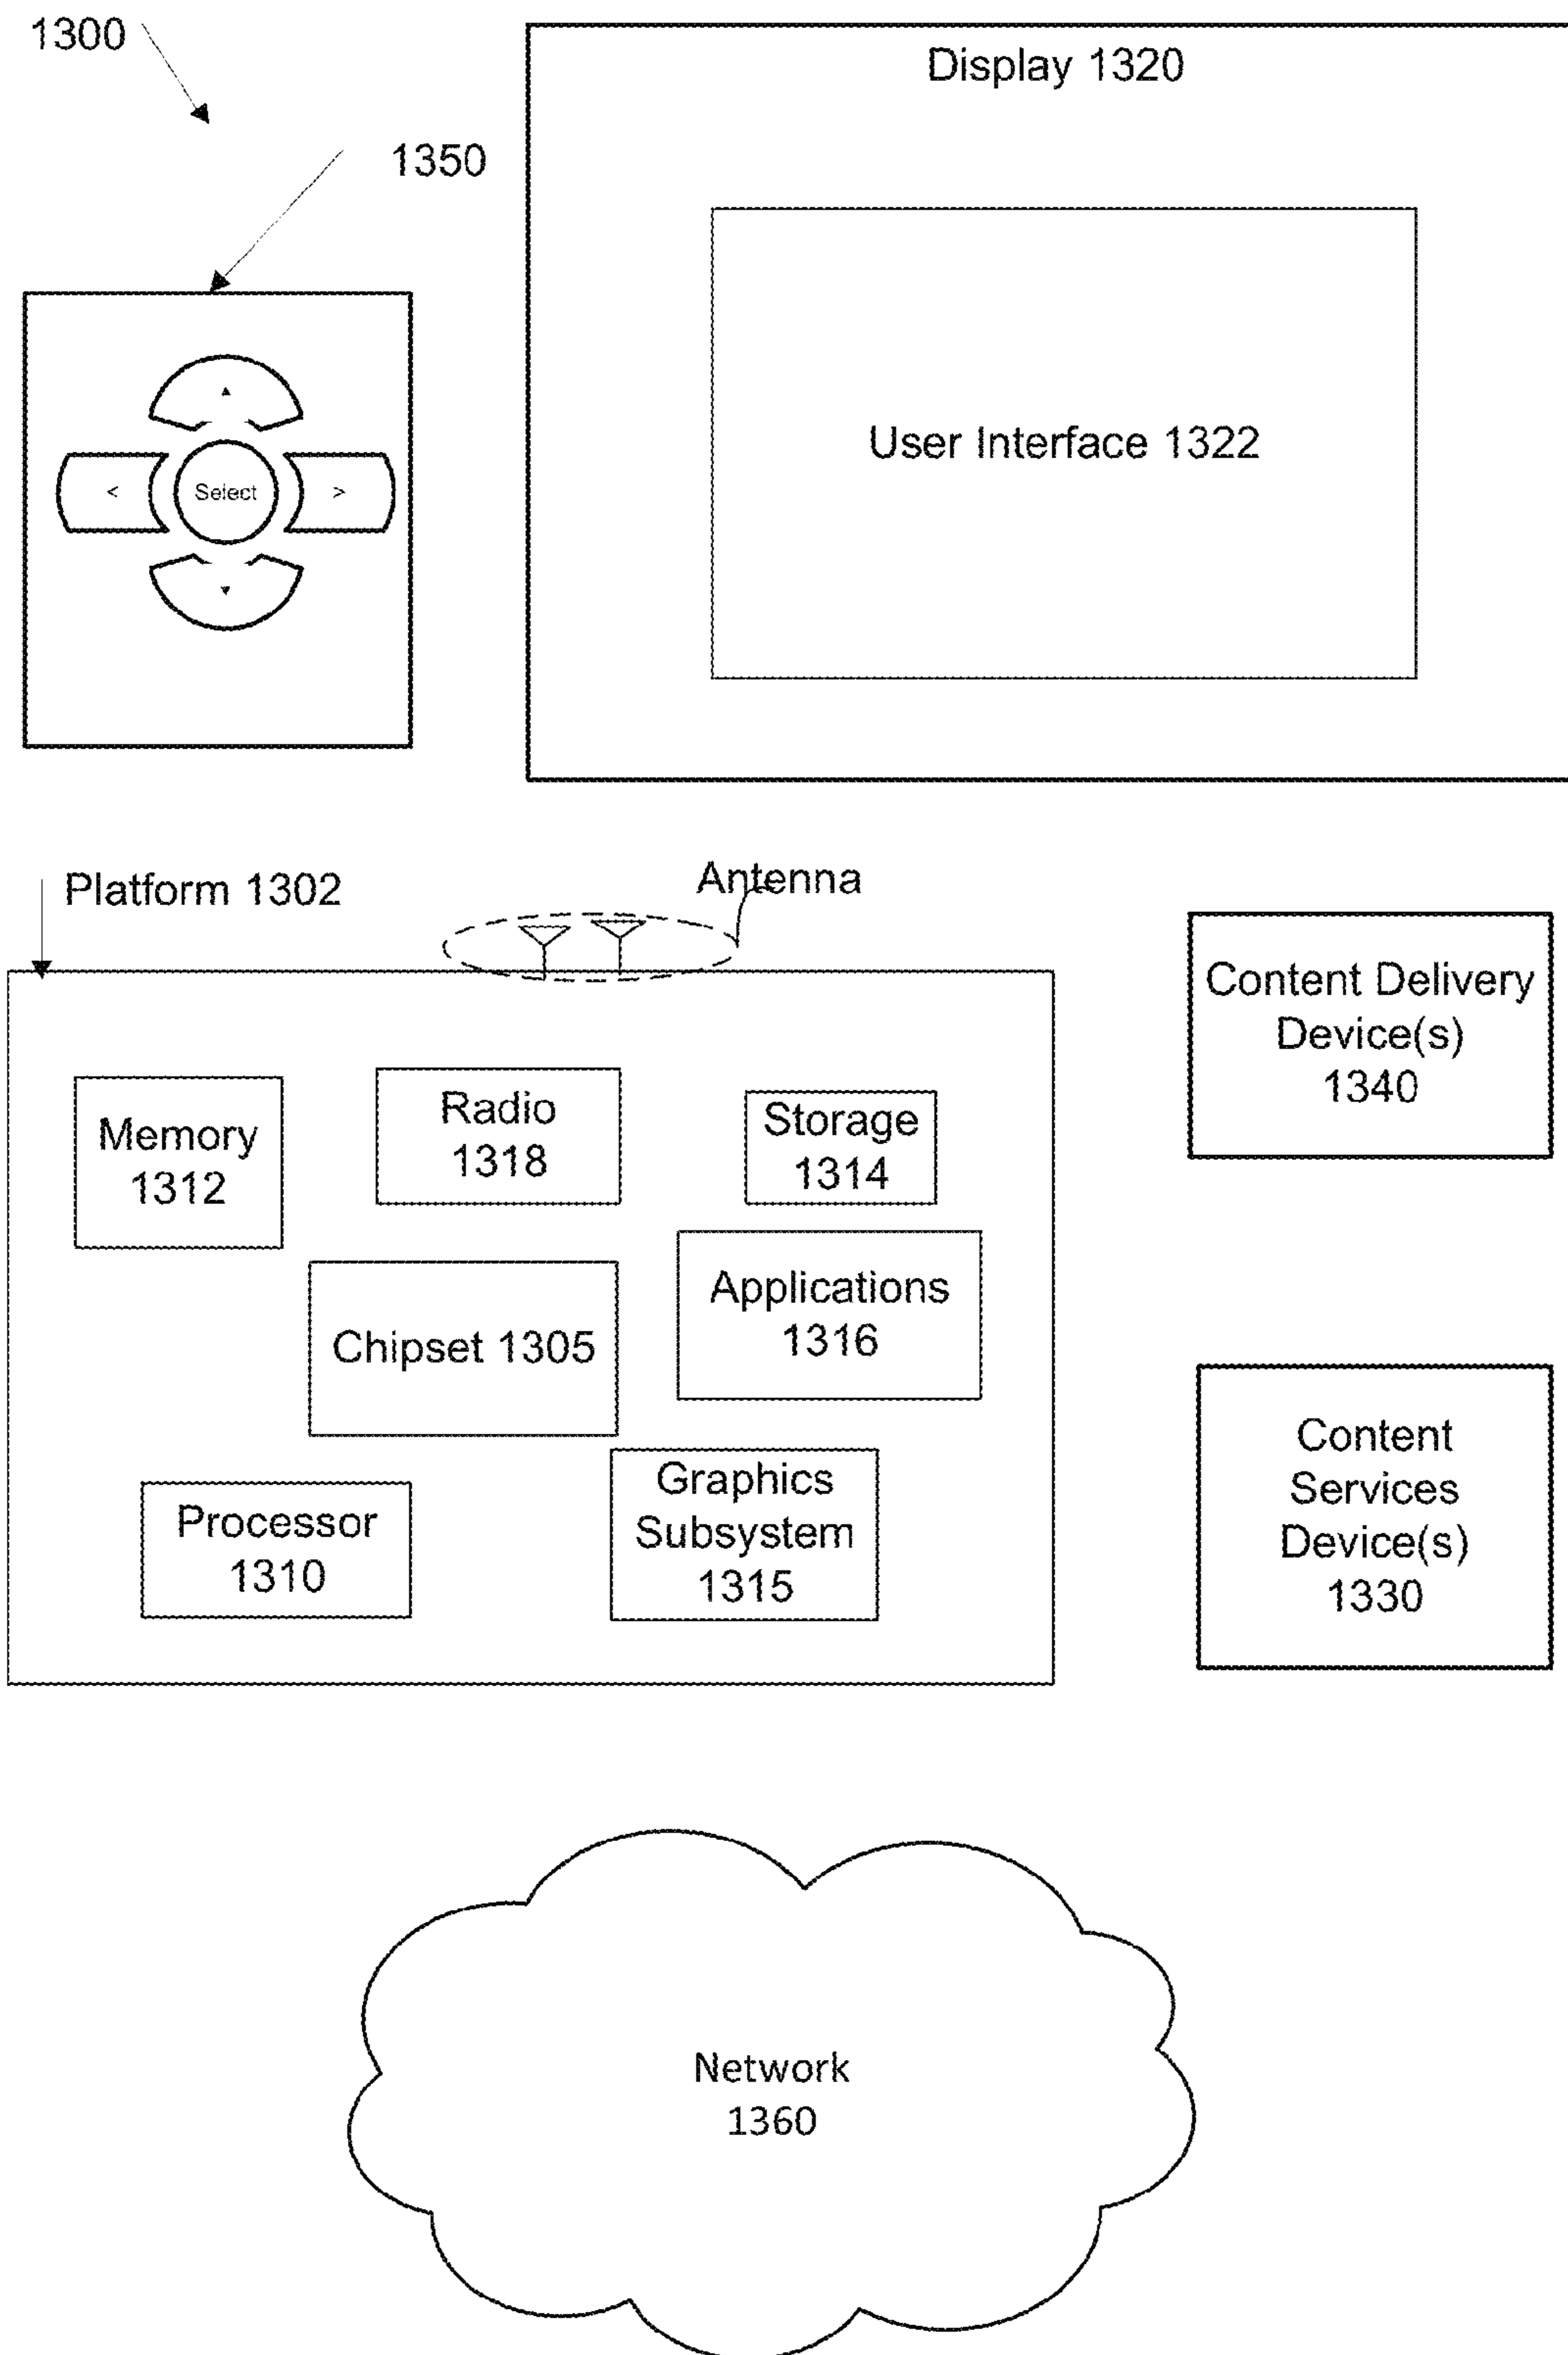 1300
Display 1320
1350
User Interface 1322
<
Select
>
Platform 1302
Antenna
Content Delivery
Device(s)
1340
Memory
1312
Radio
1318
Storage
1314
Chipset 1305
Applications
1316
Processor
1310
Graphics
Subsystem
1315
Content
Services
Device(s)
1330
Network
1360